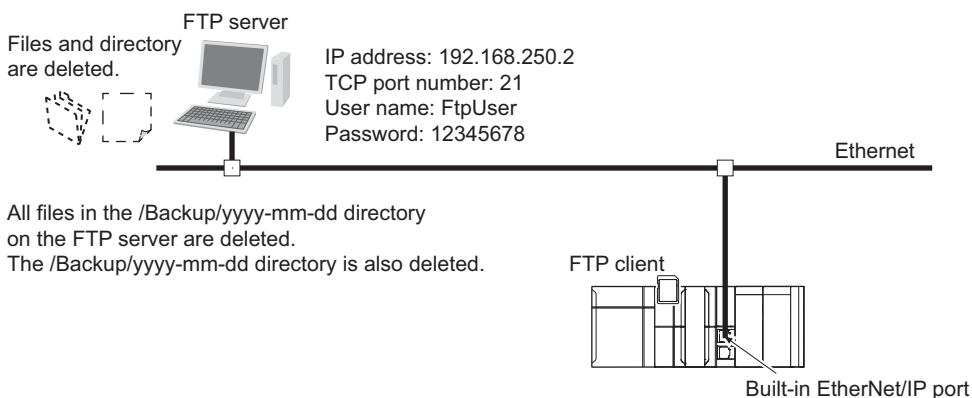 FTP server
Files and directory
are deleted.
IP address: 192.168.250.2
TCP port number: 21
User name: FtpUser
Password: 12345678
Ethernet
All files in the /Backup/yyyy-mm-dd directory
on the FTP server are deleted.
The /Backup/yyyy-mm-dd directory is also deleted.
FTP client
Built-in EtherNet/IP port